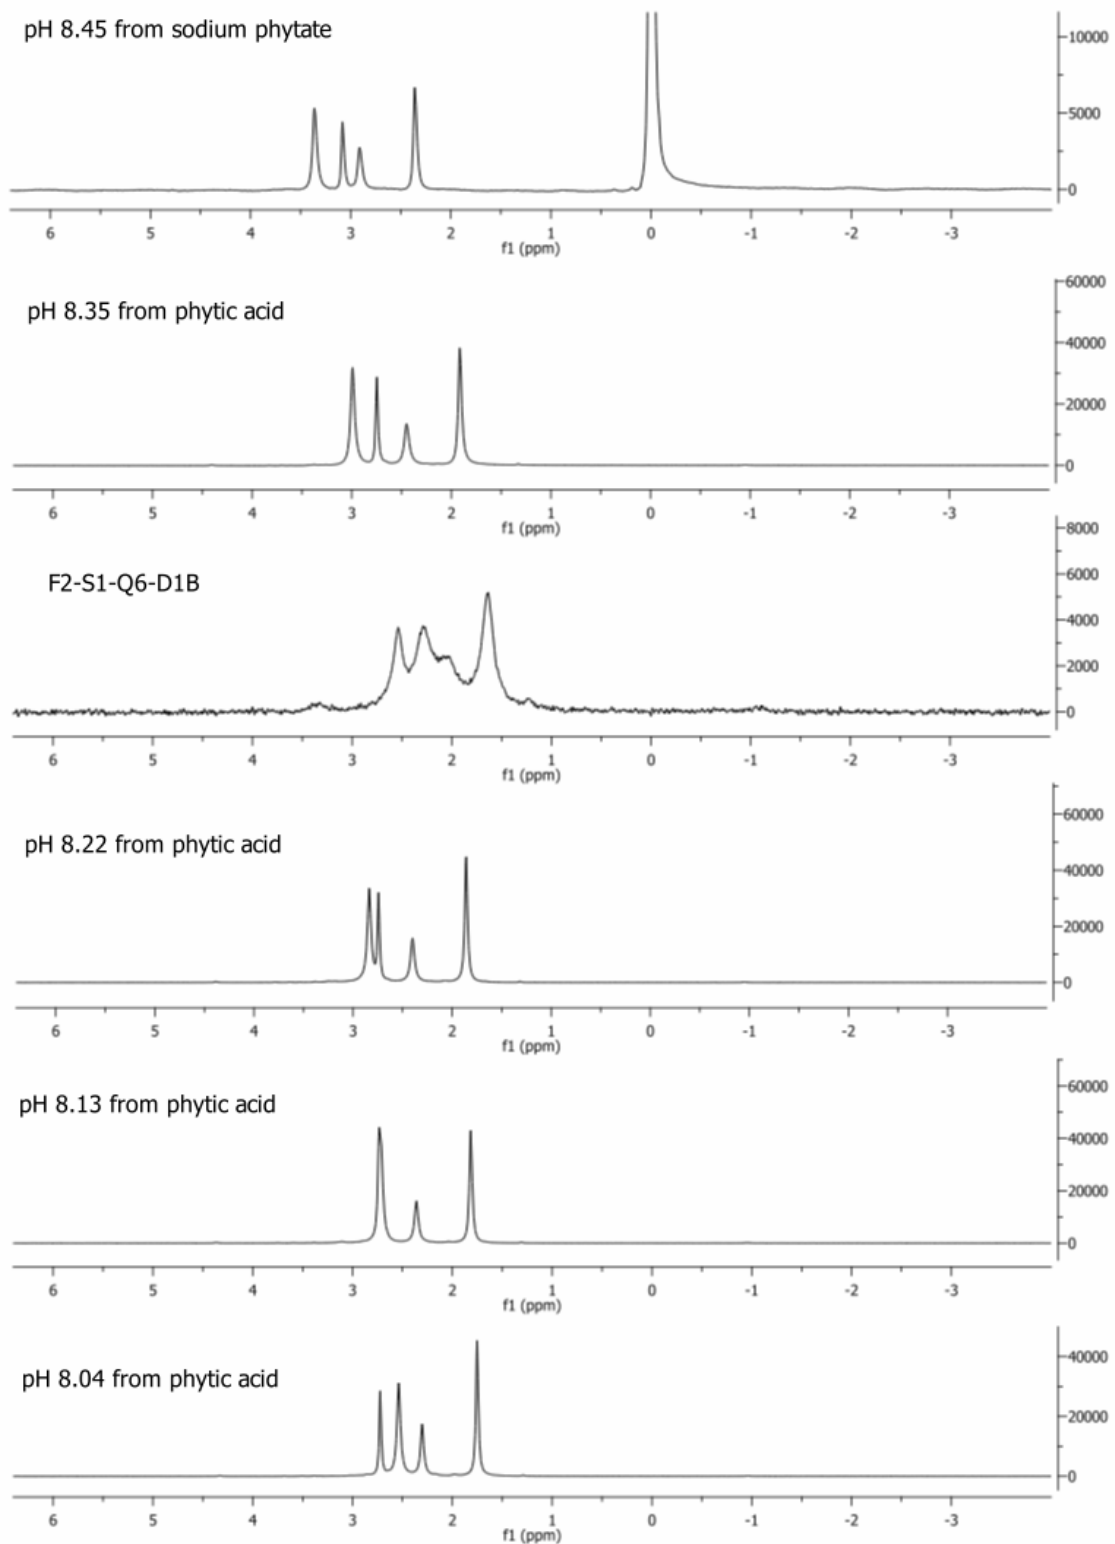 pH 8.45 from sodium phytate
10000
5000
0
6 5 4 3 2 1 0 -1 -2 -3
f1 (ppm)
pH 8.35 from phytic acid
60000
40000
20000
0
6 5 4 3 2 1 0 -1 -2 -3
f1 (ppm)
F2-S1-Q6-D1B
8000
6000
4000
2000
0
6 5 4 3 2 1 0 -1 -2 -3
f1 (ppm)
pH 8.22 from phytic acid
60000
40000
20000
0
6 5 4 3 2 1 0 -1 -2 -3
f1 (ppm)
pH 8.13 from phytic acid
60000
40000
20000
0
6 5 4 3 2 1 0 -1 -2 -3
f1 (ppm)
pH 8.04 from phytic acid
40000
20000
0
6 5 4 3 2 1 0 -1 -2 -3
f1 (ppm)